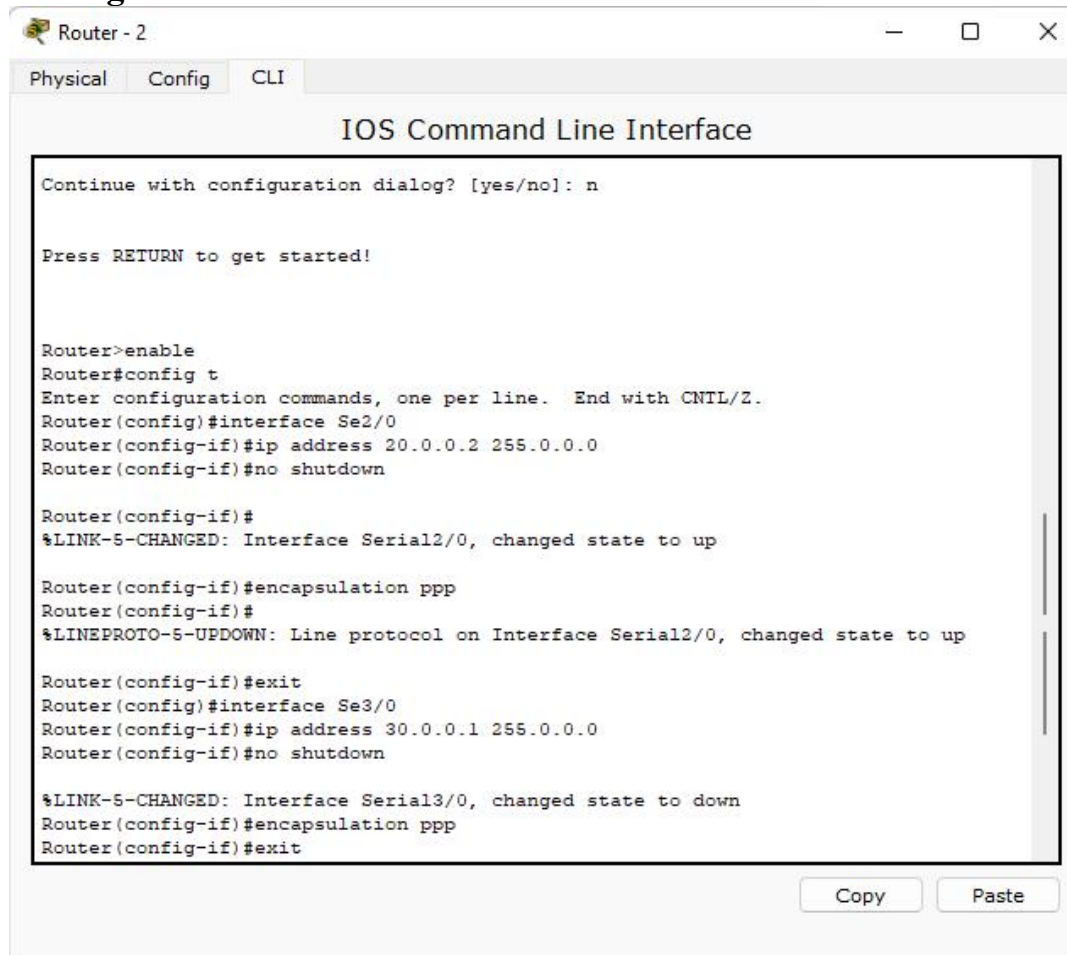 Router - 2
Physical Config CLI
IOS Command Line Interface
Continue with configuration dialog? [yes/no]: n
Press RETURN to get started!
Router>enable
Router#config t
Enter configuration commands, one per line.  End with CNTL/Z.
Router(config)#interface Se2/0
Router(config-if)#ip address 20.0.0.2 255.0.0.0
Router(config-if)#no shutdown
Router(config-if)#
%LINK-5-CHANGED: Interface Serial2/0, changed state to up
Router(config-if)#encapsulation ppp
Router(config-if)#
%LINEPROTO-5-UPDOWN: Line protocol on Interface Serial2/0, changed state to up
Router(config-if)#exit
Router(config)#interface Se3/0
Router(config-if)#ip address 30.0.0.1 255.0.0.0
Router(config-if)#no shutdown
%LINK-5-CHANGED: Interface Serial3/0, changed state to down
Router(config-if)#encapsulation ppp
Router(config-if)#exit
Copy Paste